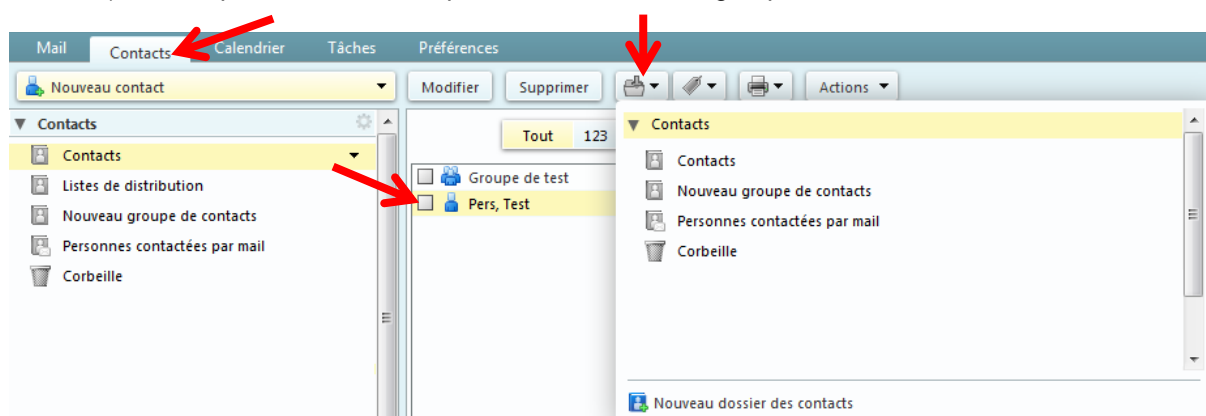 Mail Contacts Calendrier Tâches Préférences
Nouveau contact Modifier Supprimer Actions
Contacts
Contacts
Listes de distribution
Nouveau groupe de contacts
Personnes contactées par mail
Corbeille
Tout 123
Groupe de test
Pers, Test
Contacts
Contacts
Nouveau groupe de contacts
Personnes contactées par mail
Corbeille
Nouveau dossier des contacts